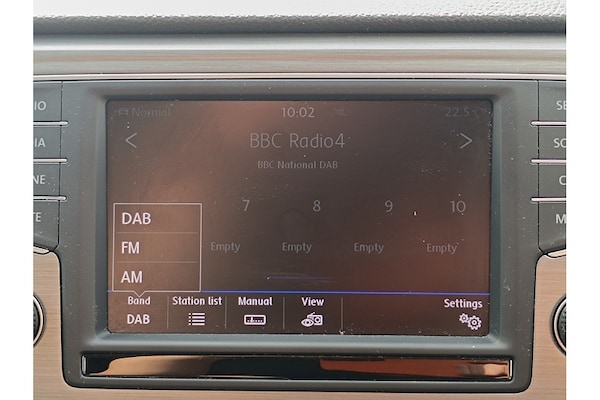 Normal 10:02 22.5
< BBC Radio4 >
BBC National DAB
7 8 9 10
Empty Empty Empty Empty
DAB
FM
AM
Band Station list Manual View Settings
DAB